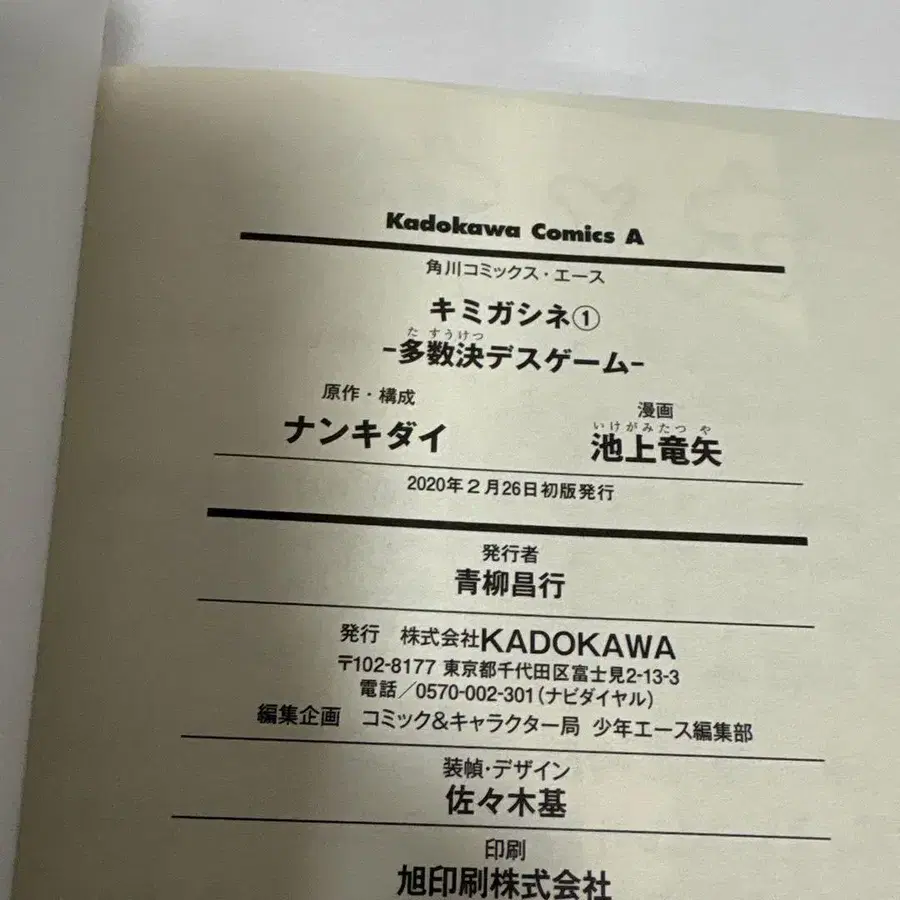 Kadokawa Comics A
角川コミックス・エース
キミガシネ①
た すうけつ
-多数決デスゲーム-
原作・構成
ナンキダイ
漫画
いけがみたつ や
池上竜矢
2020年2月26日初版発行
発行者
青柳昌行
発行 株式会社KADOKAWA
〒102-8177 東京都千代田区富士見2-13-3
電話/0570-002-301(ナビダイヤル)
編集企画 コミック&キャラクター局 少年エース編集部
装幀・デザイン
佐々木基
印刷
旭印刷株式会社